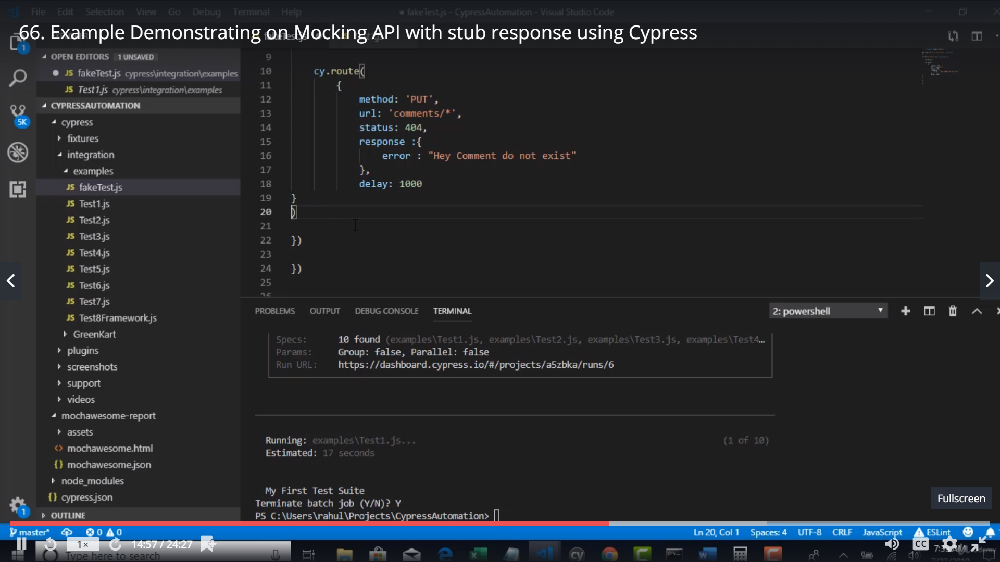 File Edit Selection View Go Debug Terminal Help
● fakeTest.js - CypressAutomation - Visual Studio Code
66. Example Demonstrating on Mocking API with stub response using Cypress
OPEN EDITORS 1 UNSAVED
JS fakeTest.js cypress\integration\examples
JS Test1.js cypress\integration\examples
CYPRESSAUTOMATION
cypress
fixtures
integration
examples
JS fakeTest.js
JS Test1.js
JS Test2.js
JS Test3.js
JS Test4.js
JS Test5.js
JS Test6.js
JS Test7.js
JS Test8Framework.js
GreenKart
plugins
screenshots
support
videos
mochawesome-report
assets
<> mochawesome.html
{} mochawesome.json
node_modules
{} cypress.json
OUTLINE
1
5K
1
9
10 cy.route(
11 {
12 method: 'PUT',
13 url: 'comments/*',
14 status: 404,
15 response :{
16 error : "Hey Comment do not exist"
17 },
18 delay: 1000
19 }
20 )
21
22 })
23
24 })
25
26
PROBLEMS OUTPUT DEBUG CONSOLE TERMINAL
2: powershell
Specs: 10 found (examples\Test1.js, examples\Test2.js, examples\Test3.js, examples\Test4…
Params: Group: false, Parallel: false
Run URL: https://dashboard.cypress.io/#/projects/a5zbka/runs/6
Running: examples\Test1.js... (1 of 10)
Estimated: 17 seconds
My First Test Suite
Terminate batch job (Y/N)? Y
PS C:\Users\rahul\Projects\CypressAutomation>
Fullscreen
master* 0 0
Ln 20, Col 1 Spaces: 4 UTF-8 CRLF JavaScript ESLint
1× 14:57 / 24:27
CC
Type here to search